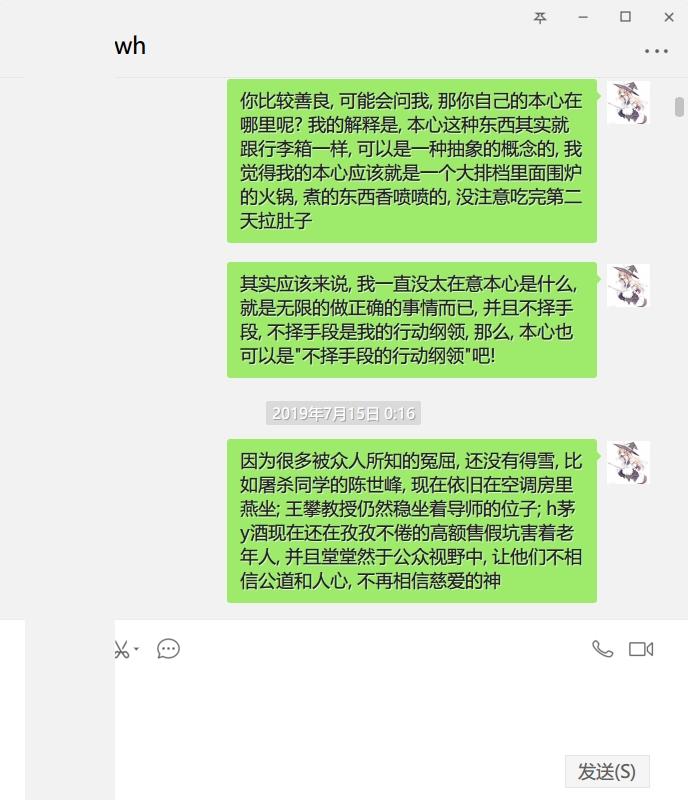 wh
你比较善良, 可能会问我, 那你自己的本心在
哪里呢? 我的解释是, 本心这种东西其实就
跟行李箱一样, 可以是一种抽象的概念的, 我
觉得我的本心应该就是一个大排档里面围炉
的火锅, 煮的东西香喷喷的, 没注意吃完第二
天拉肚子
其实应该来说, 我一直没太在意本心是什么,
就是无限的做正确的事情而已, 并且不择手
段, 不择手段是我的行动纲领, 那么, 本心也
可以是"不择手段的行动纲领"吧!
2019年7月15日 0:16
因为很多被众人所知的冤屈, 还没有得雪, 比
如屠杀同学的陈世峰, 现在依旧在空调房里
燕坐; 王攀教授仍然稳坐着导师的位子; h茅
y酒现在还在孜孜不倦的高额售假坑害着老
年人, 并且堂堂然于公众视野中, 让他们不相
信公道和人心, 不再相信慈爱的神
发送(S)